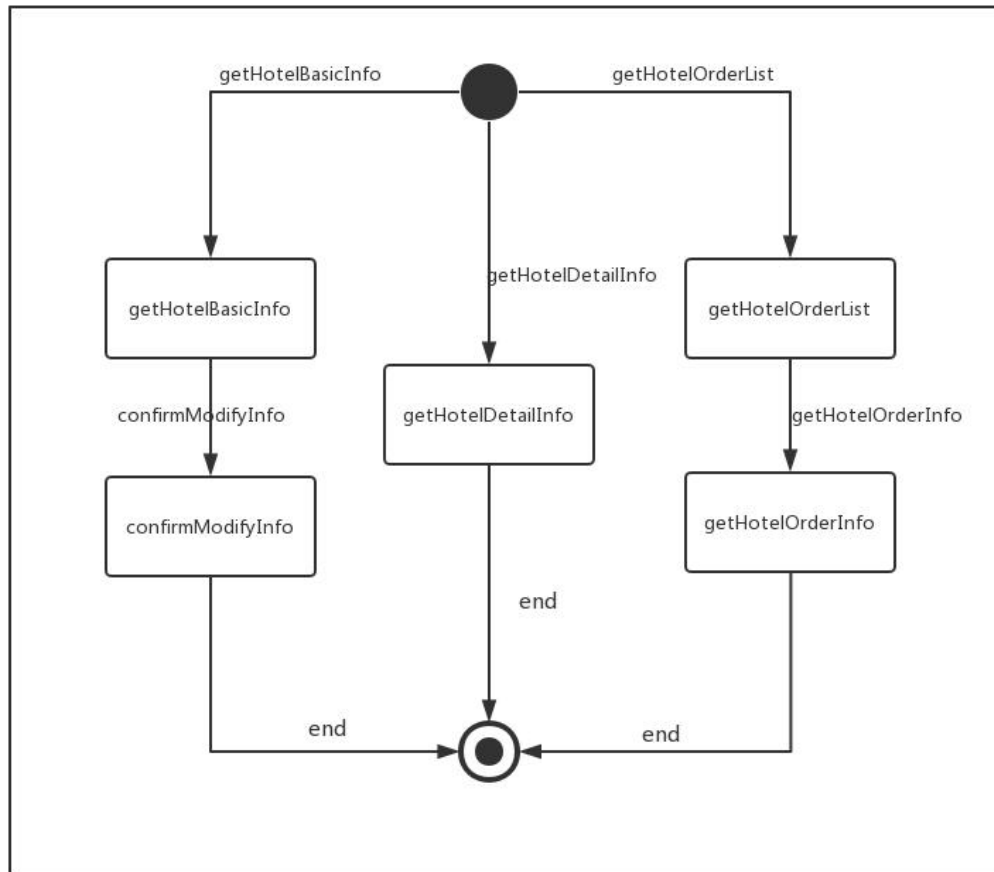 getHotelBasicInfo
getHotelOrderList
getHotelDetailInfo
getHotelBasicInfo
getHotelOrderList
confirmModifyInfo
getHotelDetailInfo
getHotelOrderInfo
confirmModifyInfo
getHotelOrderInfo
end
end
end